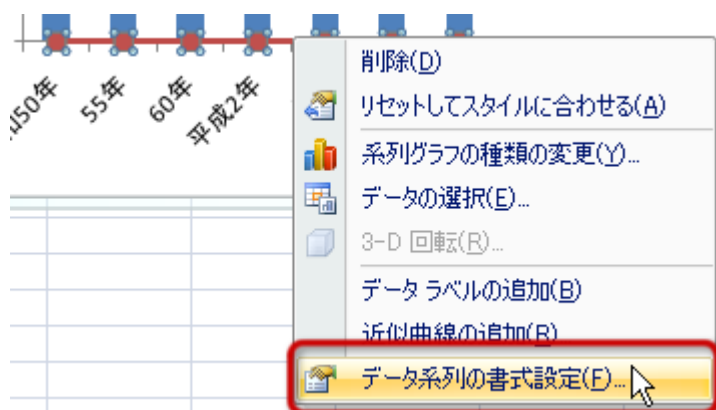 50年
55年
60年
平成2年
削除(D)
リセットしてスタイルに合わせる(A)
系列グラフの種類の変更(Y)...
データの選択(E)...
3-D 回転(R)...
データ ラベルの追加(B)
近似曲線の追加(R)
データ系列の書式設定(F)...